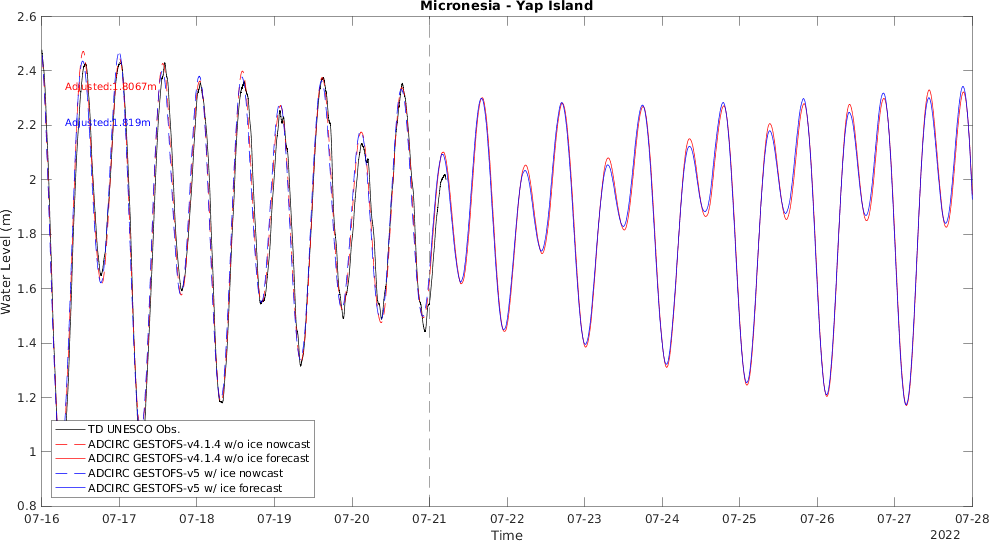 Micronesia - Yap Island
2.6
2.4
2.2
2
1.8
1.6
1.4
1.2
1
0.8
Water Level (m)
Adjusted:1.8067m
Adjusted:1.819m
TD UNESCO Obs.
ADCIRC GESTOFS-v4.1.4 w/o ice nowcast
ADCIRC GESTOFS-v4.1.4 w/o ice forecast
ADCIRC GESTOFS-v5 w/ ice nowcast
ADCIRC GESTOFS-v5 w/ ice forecast
07-16 07-17 07-18 07-19 07-20 07-21 07-22 07-23 07-24 07-25 07-26 07-27 07-28
Time
2022